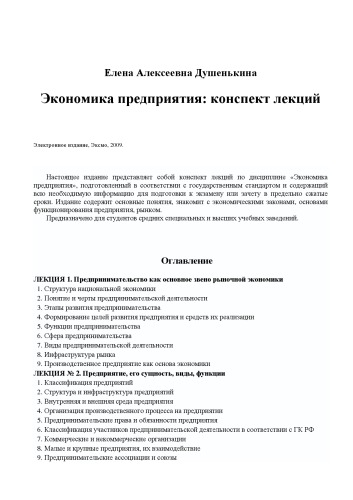 Елена Алексеевна Душенькина
Экономика предприятия: конспект лекций
Электронное издание, Эксмо, 2009.
Настоящее издание представляет собой конспект лекций по дисциплине «Экономика
предприятия», подготовленный в соответствии с государственным стандартом и содержащий
всю необходимую информацию для подготовки к экзамену или зачету в предельно сжатые
сроки. Издание содержит основные понятия, знакомит с экономическими законами, основами
функционирования предприятия, рынком.
Предназначено для студентов средних специальных и высших учебных заведений.
Оглавление
ЛЕКЦИЯ 1. Предпринимательство как основное звено рыночной экономики
1. Структура национальной экономики
2. Понятие и черты предпринимательской деятельности
3. Этапы развития предпринимательства
4. Формирование целей развития предприятия и средств их реализации
5. Функции предпринимательства
6. Сфера предпринимательства
7. Виды предпринимательской деятельности
8. Инфраструктура рынка
9. Производственное предприятие как основа экономики
ЛЕКЦИЯ № 2. Предприятие, его сущность, виды, функции
1. Классификация предприятий
2. Структура и инфраструктура предприятий
3. Внутренняя и внешняя среда предприятия
4. Организация производственного процесса на предприятии
5. Предпринимательские права и обязанности предприятия
6. Классификация участников предпринимательской деятельности в соответствии с ГК РФ
7. Коммерческие и некоммерческие организации
8. Малые и крупные предприятия, их взаимодействие
9. Предпринимательские ассоциации и союзы